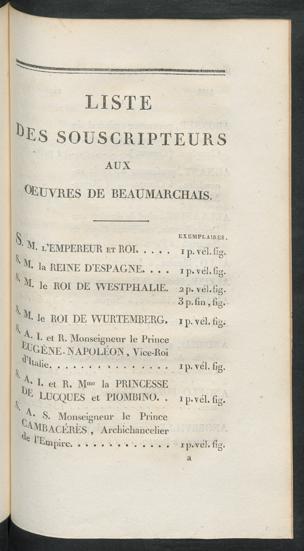 LISTE
DES SOUSCRIPTEURS
AUX
OEUVRES DE BEAUMARCHAIS.
EXEMPLAIRES.
S. M. L'EMPEREUR ET ROI. . . . . 1 p. vél. fig.
S. M. la REINE D'ESPAGNE. . . . 1 p. vél. fig.
S. M. le ROI DE WESTPHALIE. 2 p. vél. fig.
3 p. fin, fig.
S. M. le ROI DE WURTEMBERG. 1 p. vél. fig.
S. A. I. et R. Monseigneur le Prince
EUGÈNE-NAPOLÉON, Vice-Roi
d'Italie. . . . . . . . . . . . . . 1 p. vél. fig.
S. A. I. et R. Mme la PRINCESSE
DE LUCQUES et PIOMBINO. . 1 p. vél. fig.
S. A. S. Monseigneur le Prince
CAMBACÉRÈS, Archichancelier
de l'Empire. . . . . . . . . . . . 1 p. vél. fig.
a